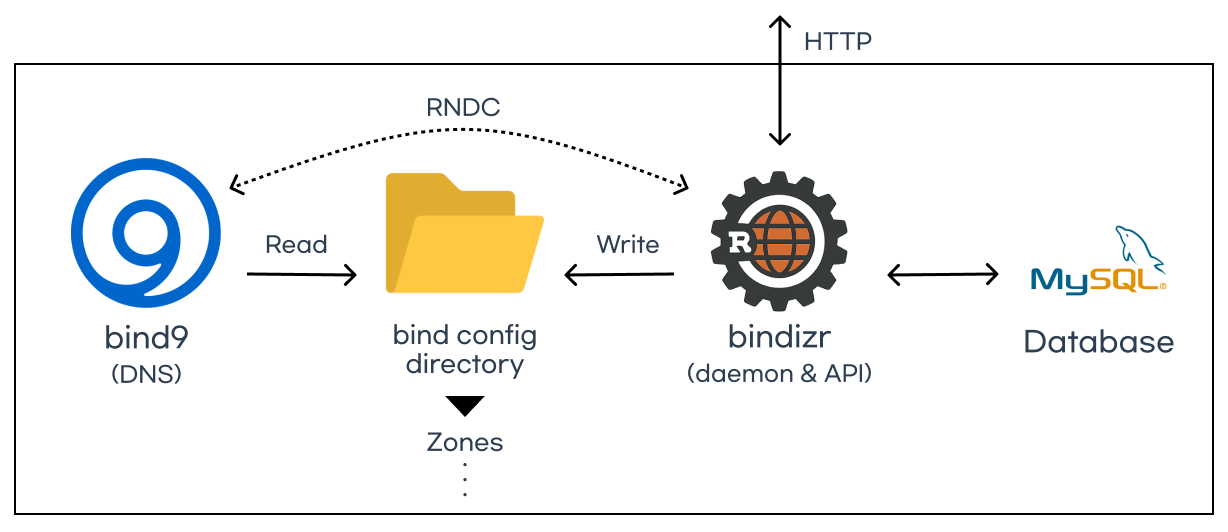 HTTP
RNDC
Read
Write
R
MySQL®
bind9
(DNS)
bind config
directory
bindizr
(daemon & API)
Database
Zones